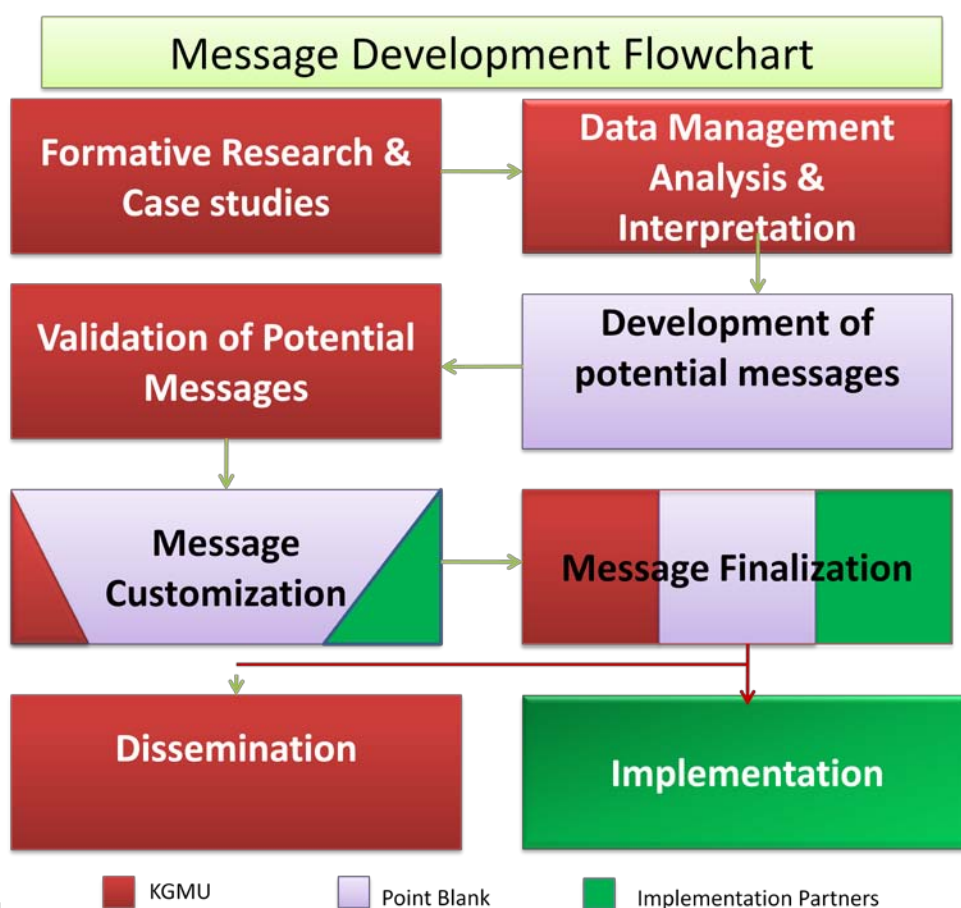 Message Development Flowchart
Formative Research &
Case studies
Data Management
Analysis &
Interpretation
Validation of Potential
Messages
Development of
potential messages
Message
Customization
Message Finalization
Dissemination
Implementation
KGMU
Point Blank
Implementation Partners